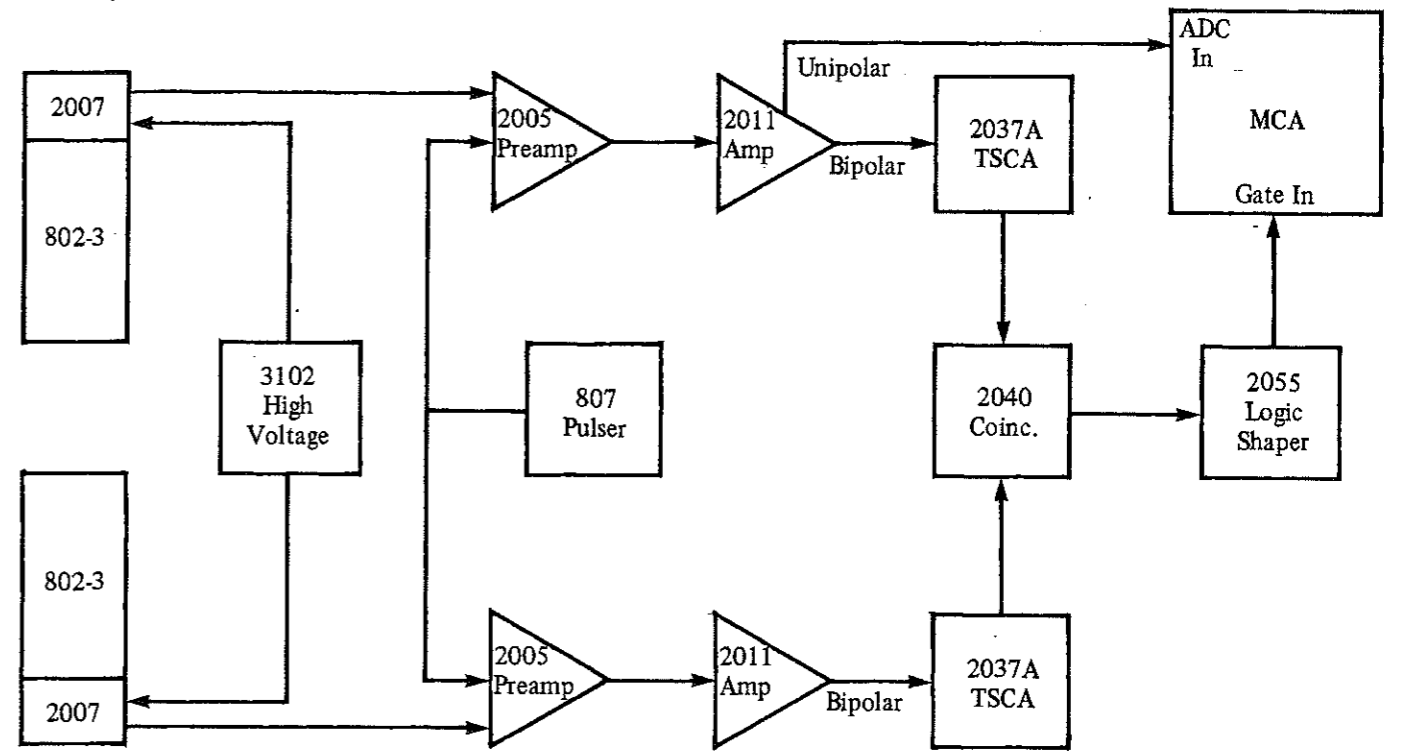 2007
802-3
3102
High
Voltage
802-3
2007
2005
Preamp
807
Pulser
2005
Preamp
2011
Amp
Unipolar
Bipolar
2037A
TSCA
ADC
In
MCA
Gate In
2040
Coinc.
2055
Logic
Shaper
2011
Amp
Bipolar
2037A
TSCA